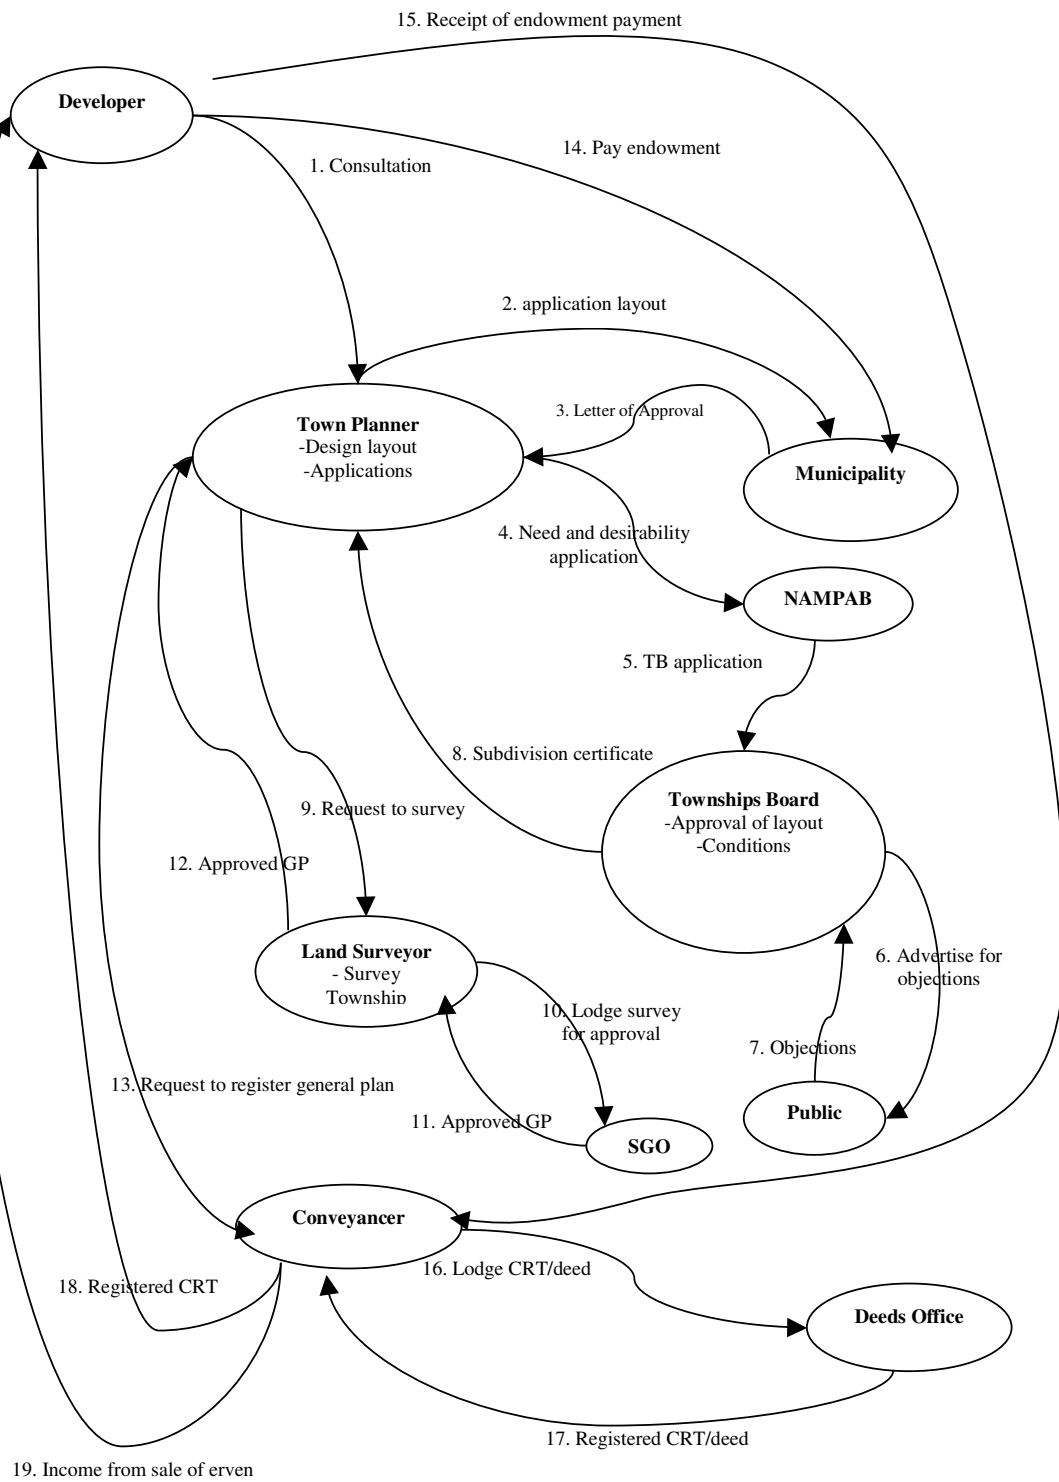 15. Receipt of endowment payment
Developer
14. Pay endowment
1. Consultation
2. application layout
3. Letter of Approval
Town Planner
-Design layout
-Applications
Municipality
4. Need and desirability
application
NAMPAB
5. TB application
8. Subdivision certificate
Townships Board
-Approval of layout
-Conditions
9. Request to survey
12. Approved GP
Land Surveyor
- Survey
Township
6. Advertise for
objections
10. Lodge survey
for approval
7. Objections
13. Request to register general plan
11. Approved GP
Public
SGO
Conveyancer
16. Lodge CRT/deed
18. Registered CRT
Deeds Office
17. Registered CRT/deed
19. Income from sale of erven